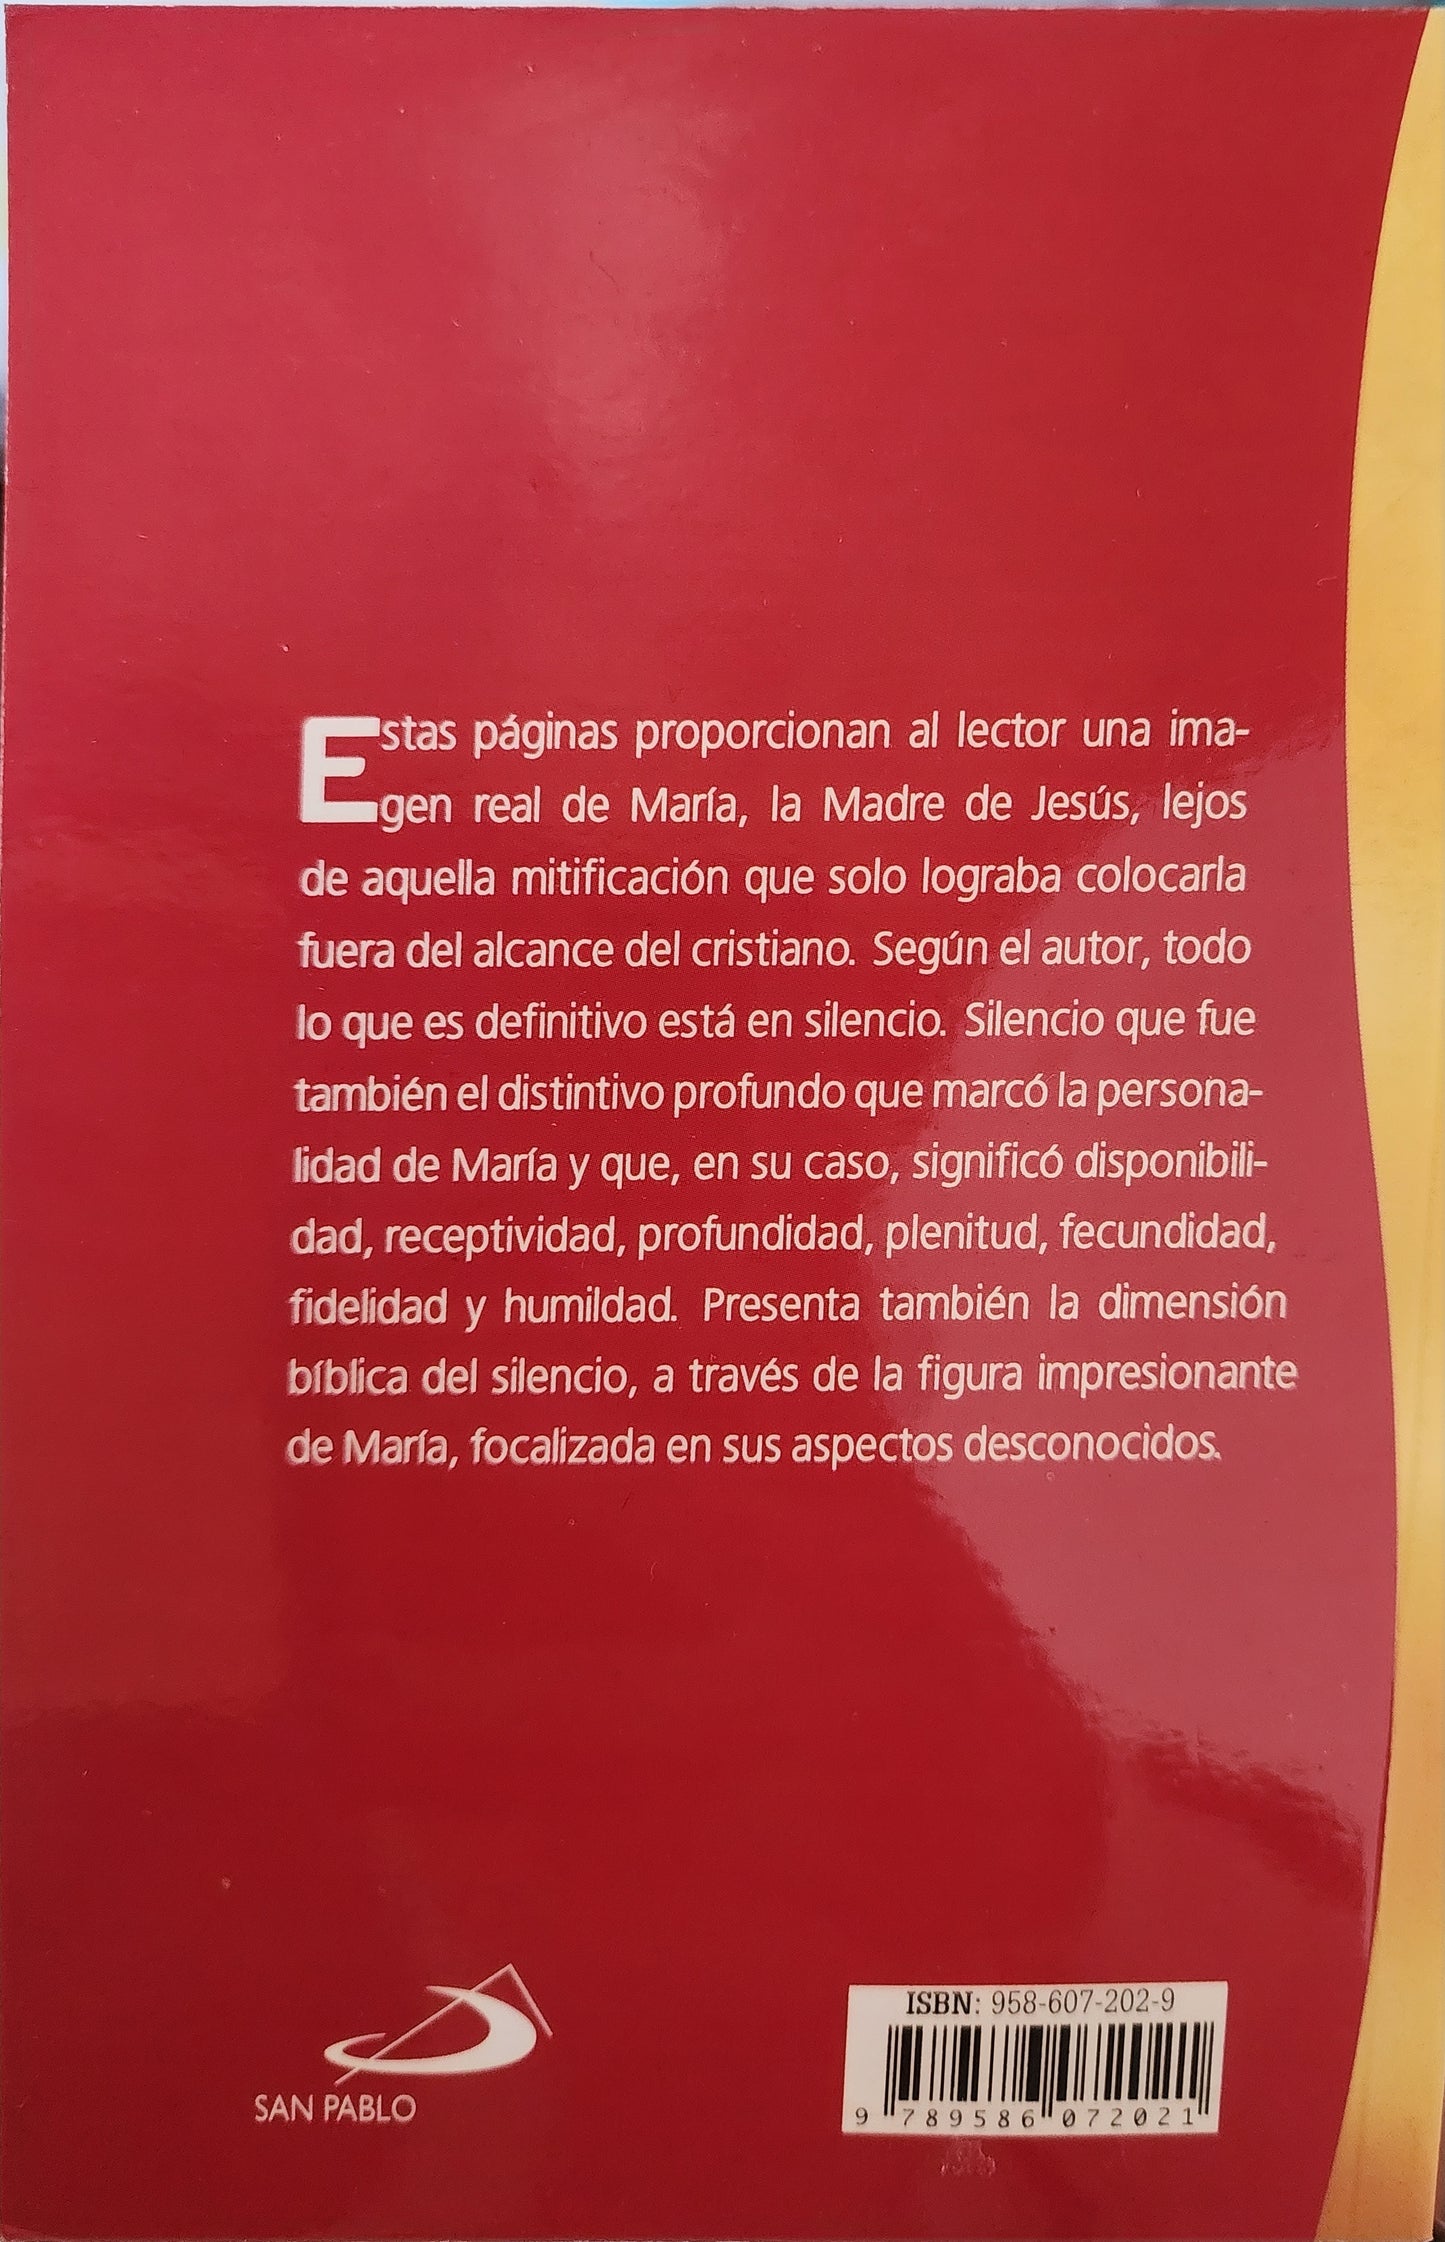 Estas páginas proporcionan al lector una ima-
gen real de María, la Madre de Jesús, lejos
de aquella mitificación que solo lograba colocarla
fuera del alcance del cristiano. Según el autor, todo
lo que es definitivo está en silencio. Silencio que fue
también el distintivo profundo que marcó la persona-
lidad de María y que, en su caso, significó disponibili-
dad, receptividad, profundidad, plenitud, fecundidad,
fidelidad y humildad. Presenta también la dimensión
bíblica del silencio, a través de la figura impresionante
de María, focalizada en sus aspectos desconocidos.
SAN PABLO
ISBN: 958-607-202-9
9 789586 072021